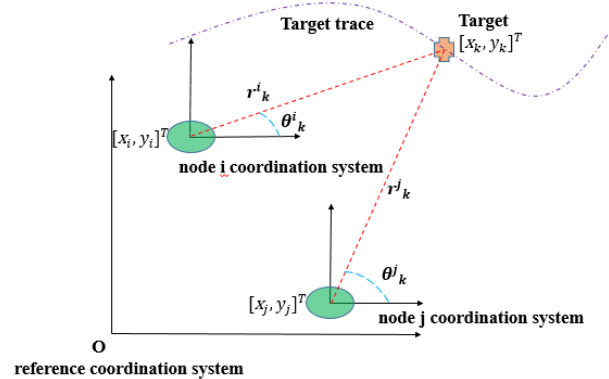 Target trace
Target
[x_k, y_k]^T
r^i_k
θ^i_k
[x_i, y_i]^T
node i coordination system
r^j_k
θ^j_k
[x_j, y_j]^T
node j coordination system
O
reference coordination system